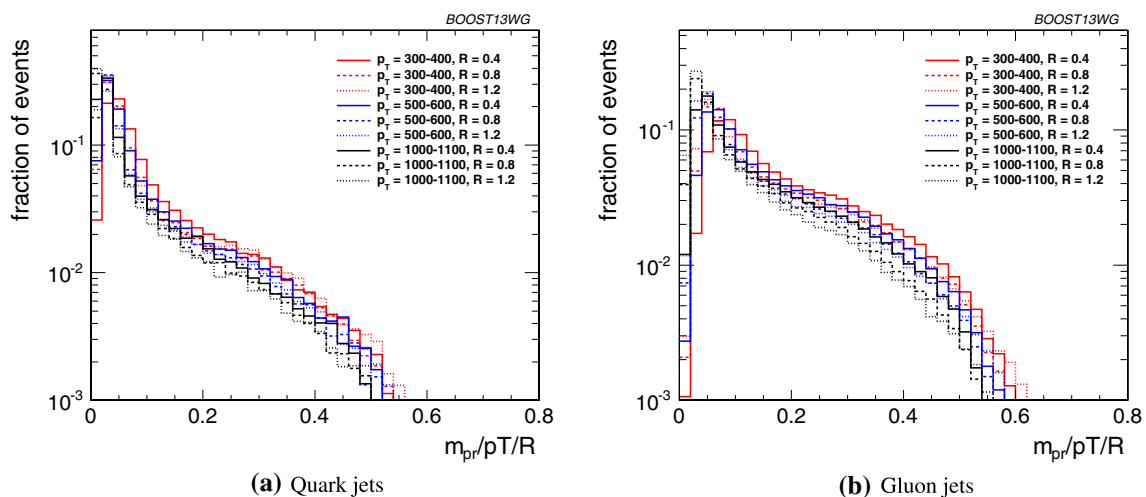 BOOST13WG
fraction of events
10^-1
10^-2
10^-3
p_T = 300-400, R = 0.4
p_T = 300-400, R = 0.8
p_T = 300-400, R = 1.2
p_T = 500-600, R = 0.4
p_T = 500-600, R = 0.8
p_T = 500-600, R = 1.2
p_T = 1000-1100, R = 0.4
p_T = 1000-1100, R = 0.8
p_T = 1000-1100, R = 1.2
0 0.2 0.4 0.6 0.8
m_pr/pT/R
(a) Quark jets
BOOST13WG
fraction of events
10^-1
10^-2
10^-3
p_T = 300-400, R = 0.4
p_T = 300-400, R = 0.8
p_T = 300-400, R = 1.2
p_T = 500-600, R = 0.4
p_T = 500-600, R = 0.8
p_T = 500-600, R = 1.2
p_T = 1000-1100, R = 0.4
p_T = 1000-1100, R = 0.8
p_T = 1000-1100, R = 1.2
0 0.2 0.4 0.6 0.8
m_pr/pT/R
(b) Gluon jets